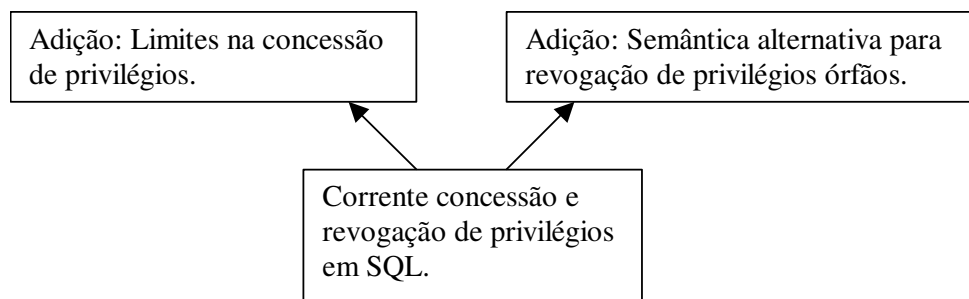 Adição: Limites na concessão
de privilégios.
Adição: Semântica alternativa para
revogação de privilégios órfãos.
Corrente concessão e
revogação de privilégios
em SQL.